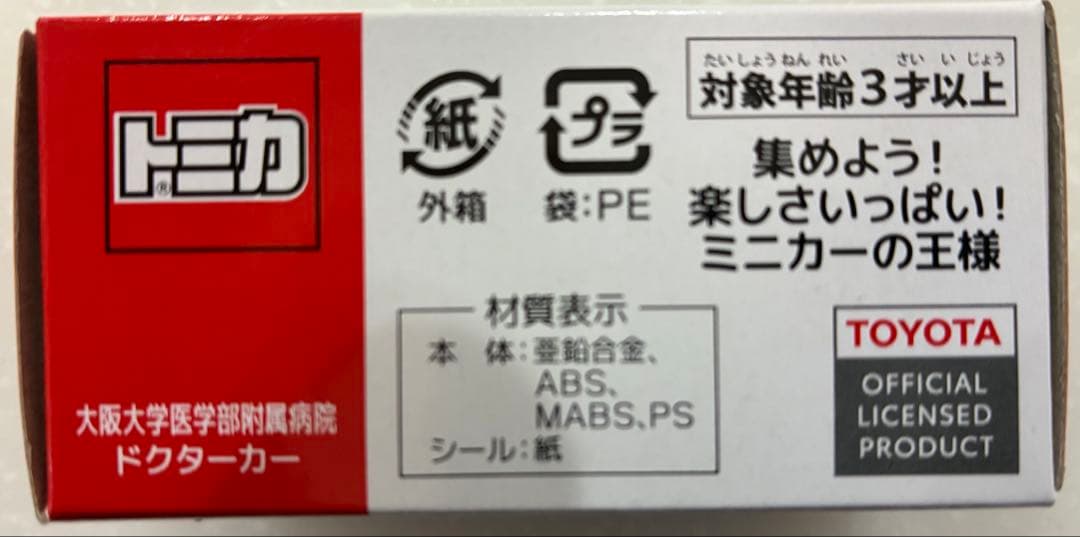 トミカ®
大阪大学医学部附属病院
ドクターカー
紙
外箱
プラ
袋:PE
たいしょうねんれい さいいじょう
対象年齢3才以上
集めよう!
楽しさいっぱい!
ミニカーの王様
材質表示
本 体:亜鉛合金、
ABS、
MABS、PS
シール:紙
TOYOTA
OFFICIAL
LICENSED
PRODUCT